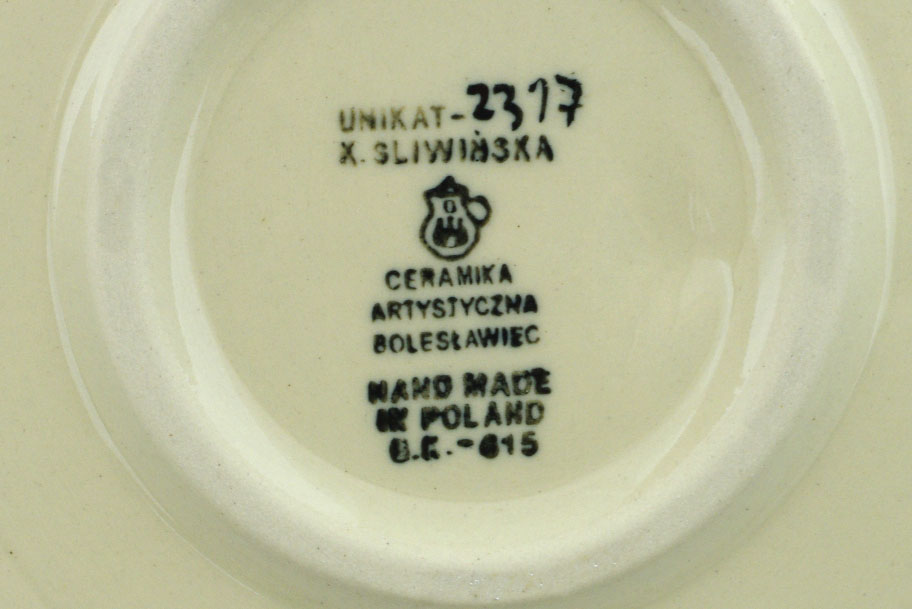 UNIKAT-2317
X. SLIWIŃSKA
CERAMIKA
ARTYSTYCZNA
BOLESŁAWIEC
HAND MADE
IN POLAND
B.K.-615